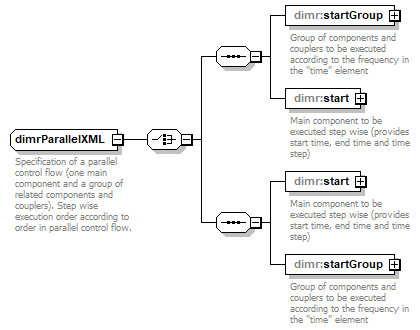 dimr:startGroup
Group of components and
couplers to be executed
according to the frequency in
the "time" element
dimr:start
Main component to be
executed step wise (provides
start time, end time and time
step)
dimrParallelXML
Specification of a parallel
control flow (one main
component and a group of
related components and
couplers). Step wise
execution order according to
order in parallel control flow.
dimr:start
Main component to be
executed step wise (provides
start time, end time and time
step)
dimr:startGroup
Group of components and
couplers to be executed
according to the frequency in
the "time" element